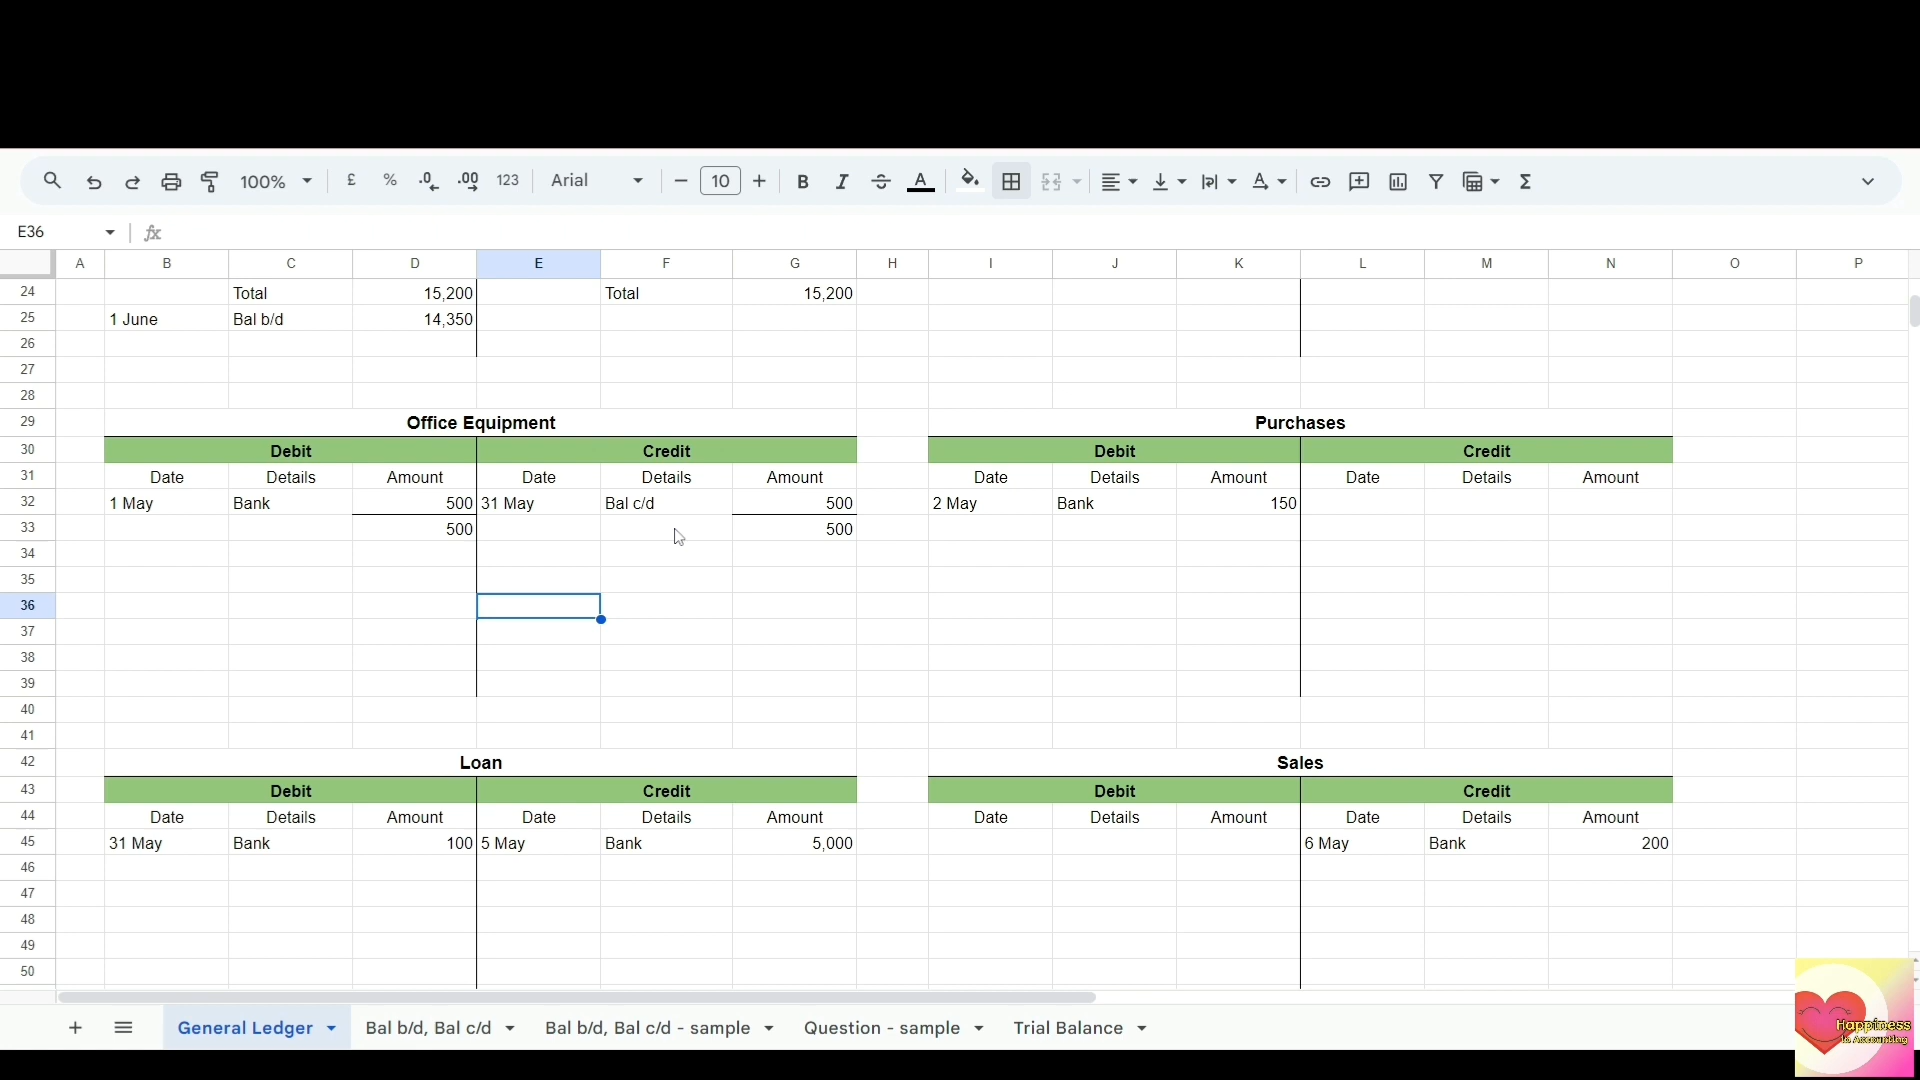 100% £ % .0 .00 123 Arial 10 B I S A A Σ
E36 fx
A B C D E F G H I J K L M N O P
24 Total 15,200 Total 15,200
25 1 June Bal b/d 14,350
26
27
28
29 Office Equipment Purchases
30 Debit Credit Debit Credit
31 Date Details Amount Date Details Amount Date Details Amount Date Details Amount
32 1 May Bank 500 31 May Bal c/d 500 2 May Bank 150
33 500 500
34
35
36
37
38
39
40
41
42 Loan Sales
43 Debit Credit Debit Credit
44 Date Details Amount Date Details Amount Date Details Amount Date Details Amount
45 31 May Bank 100 5 May Bank 5,000 6 May Bank 200
46
47
48
49
50
General Ledger Bal b/d, Bal c/d Bal b/d, Bal c/d - sample Question - sample Trial Balance
Happiness
in Accounting